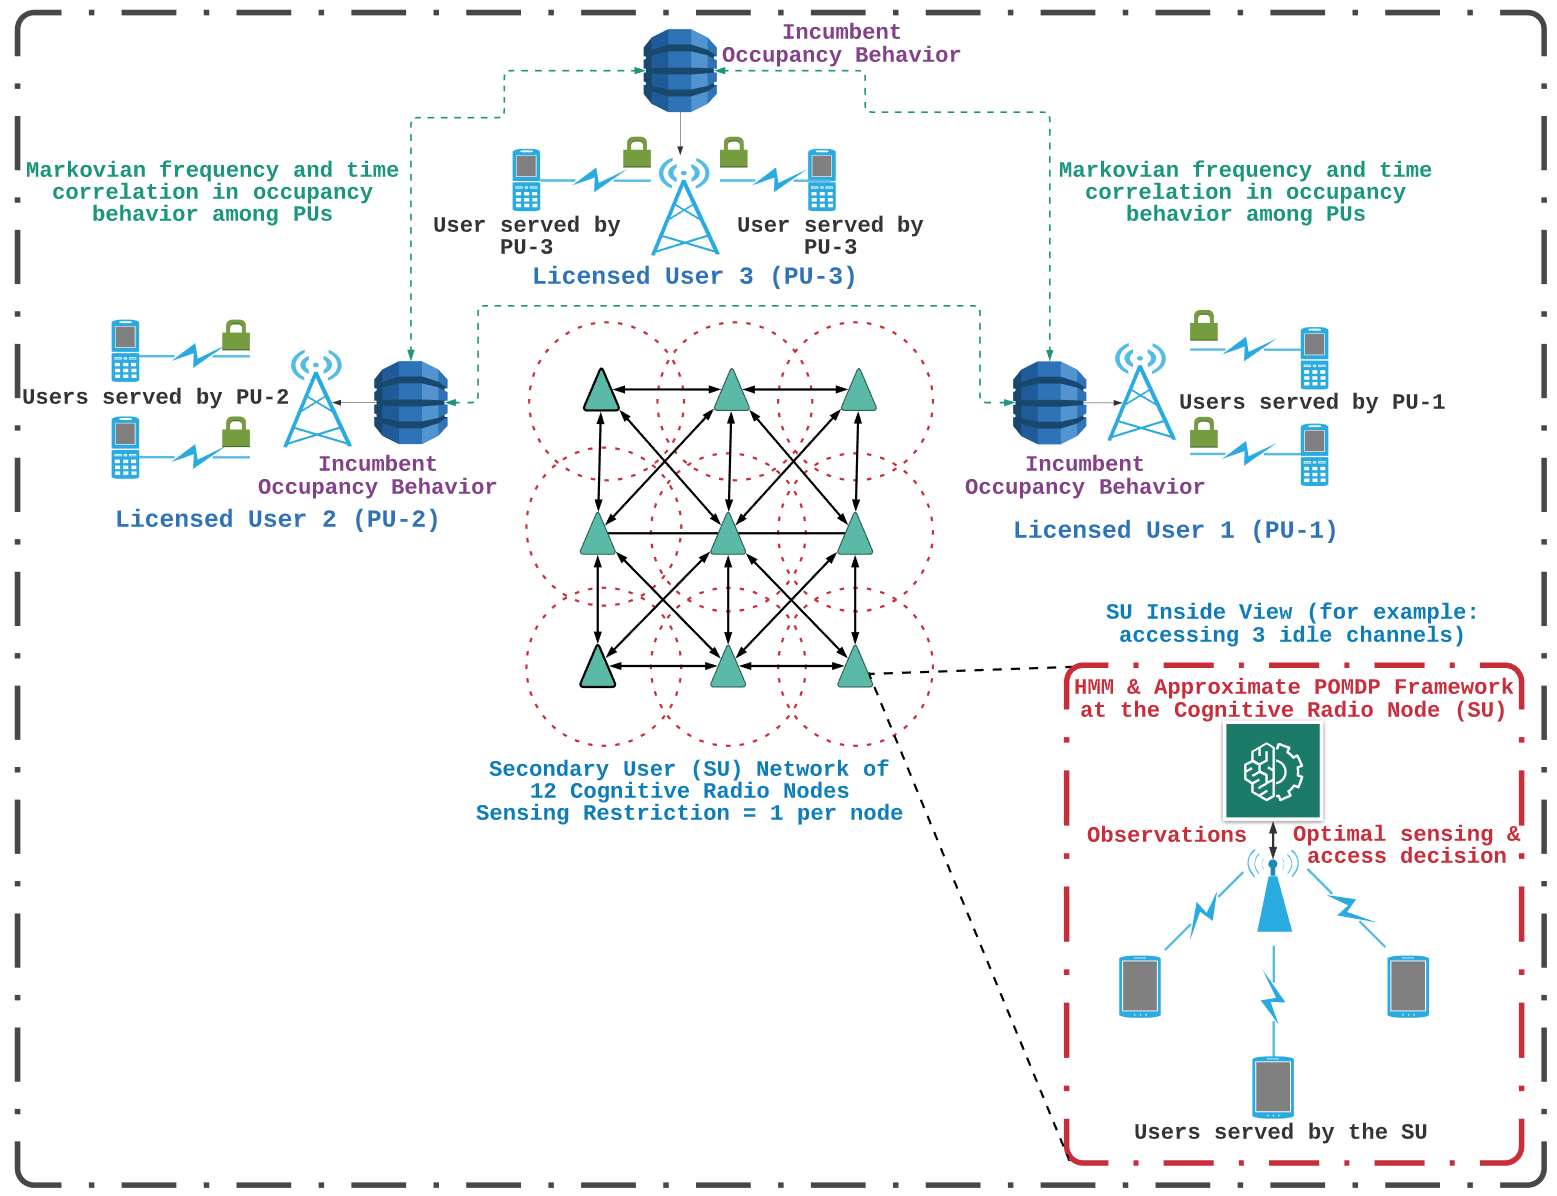 Incumbent
Occupancy Behavior
Markovian frequency and time
correlation in occupancy
behavior among PUs
Markovian frequency and time
correlation in occupancy
behavior among PUs
User served by
PU-3
User served by
PU-3
Licensed User 3 (PU-3)
Users served by PU-2
Users served by PU-1
Incumbent
Occupancy Behavior
Incumbent
Occupancy Behavior
Licensed User 2 (PU-2)
Licensed User 1 (PU-1)
SU Inside View (for example:
accessing 3 idle channels)
HMM & Approximate POMDP Framework
at the Cognitive Radio Node (SU)
Secondary User (SU) Network of
12 Cognitive Radio Nodes
Sensing Restriction = 1 per node
Observations
Optimal sensing &
access decision
Users served by the SU